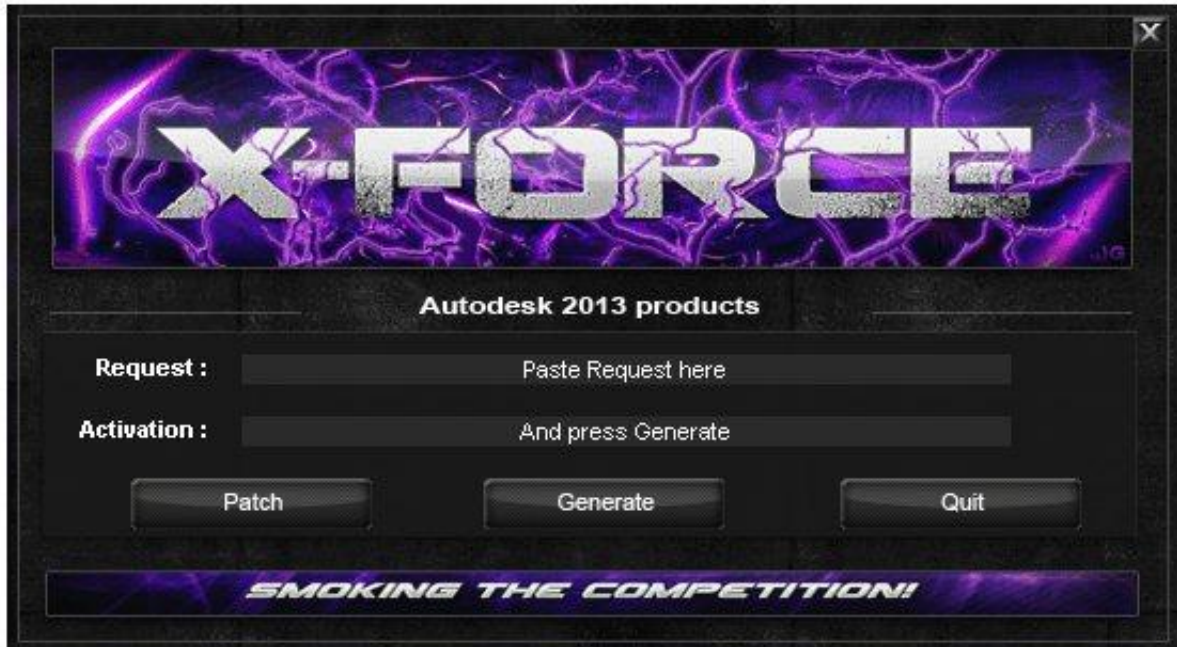 X
X-FORCE
Autodesk 2013 products
Request : Paste Request here
Activation : And press Generate
Patch Generate Quit
SMOKING THE COMPETITION!